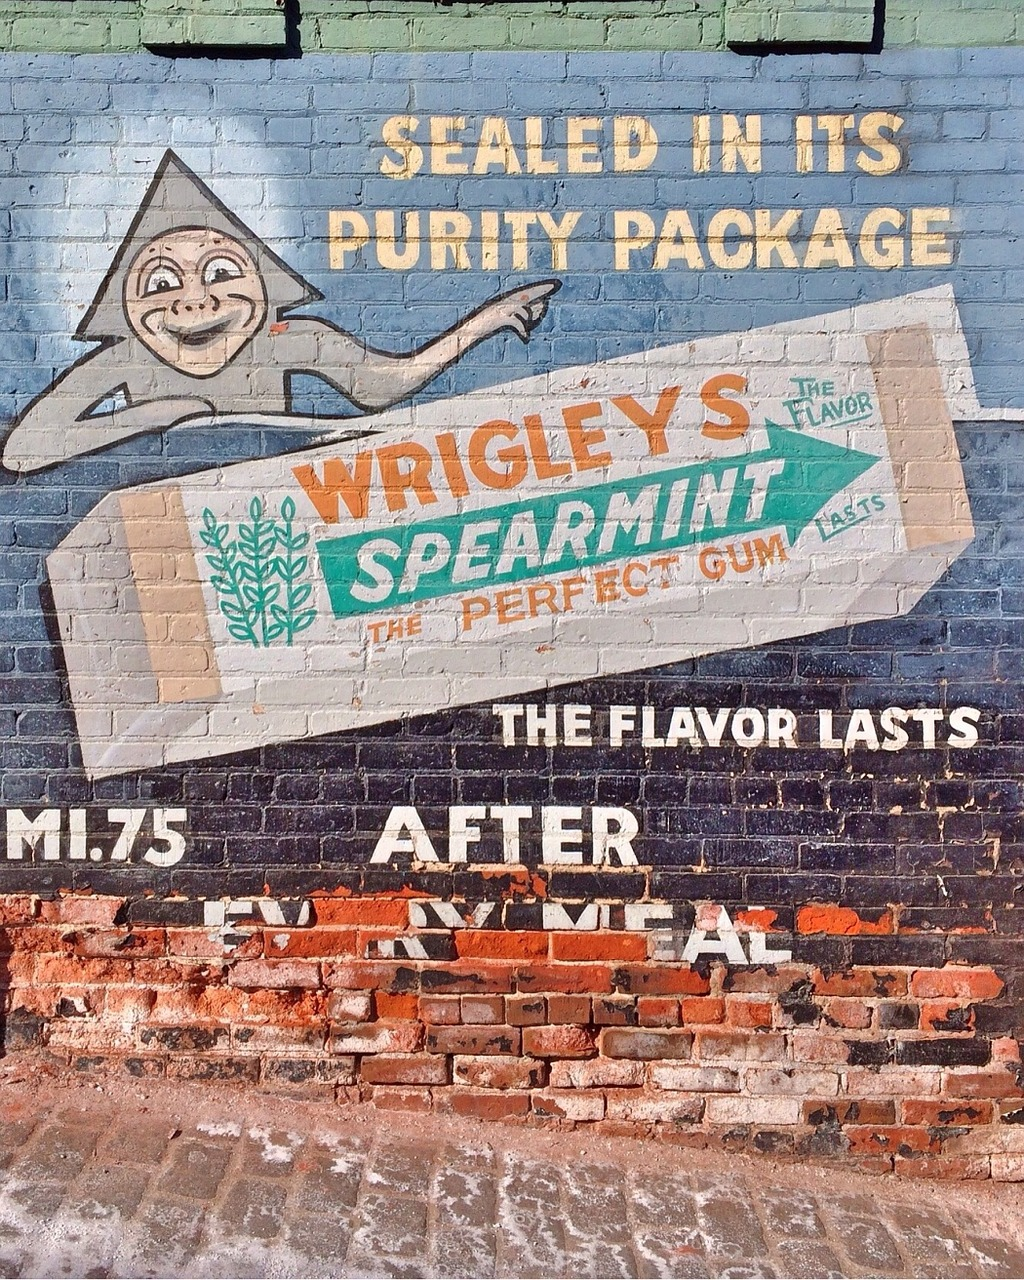 SEALED IN ITS
PURITY PACKAGE
WRIGLEYS
THE
FLAVOR
SPEARMINT
LASTS
THE PERFECT GUM
THE FLAVOR LASTS
MI.75
AFTER
EVERY MEAL